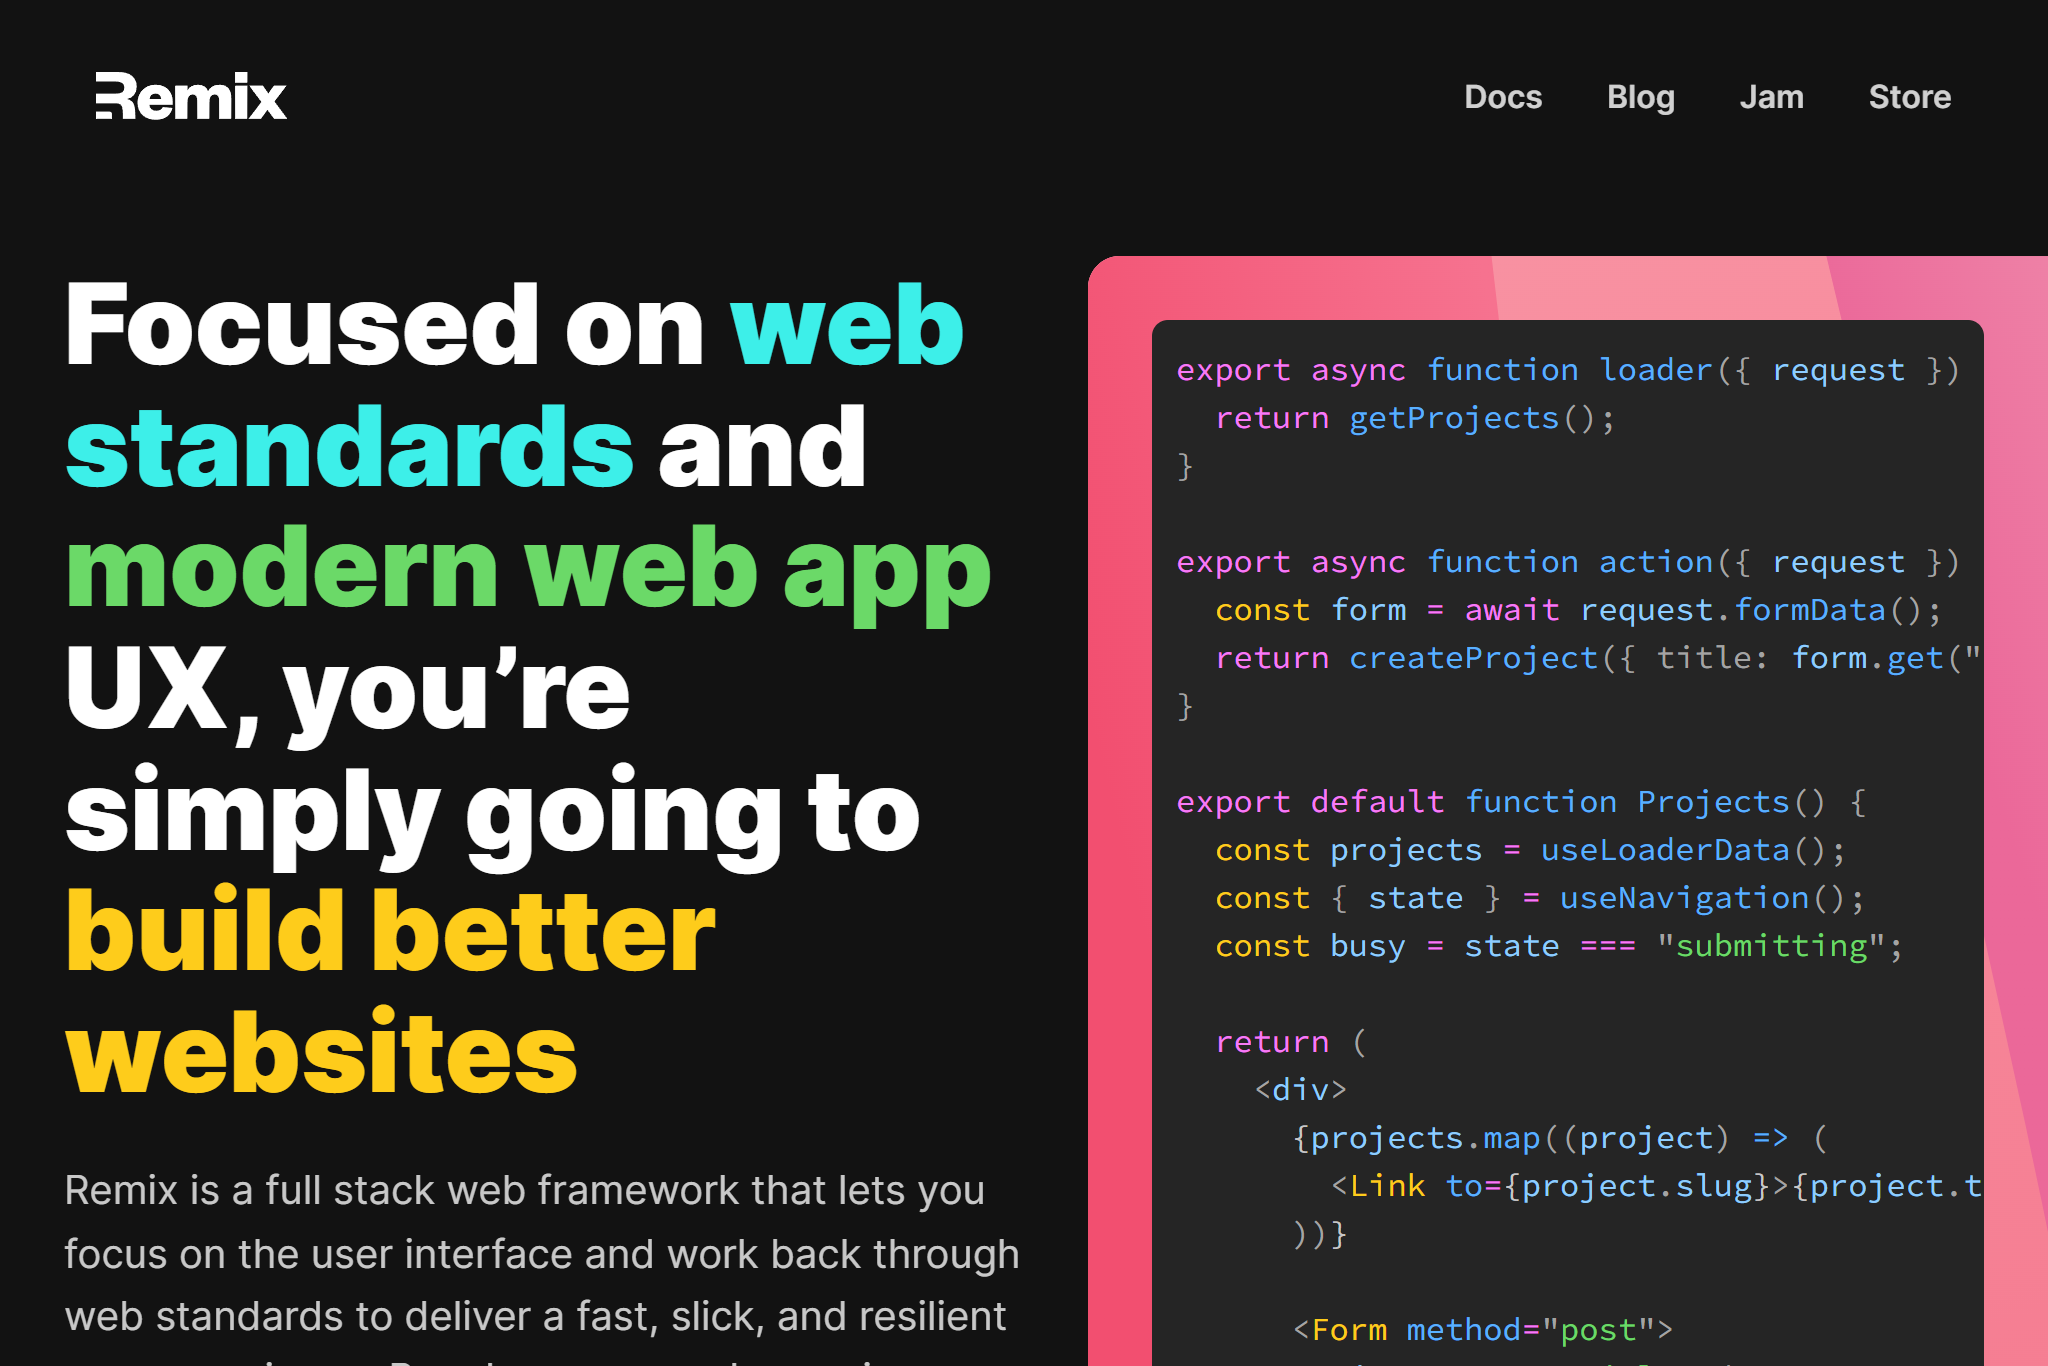 Remix
Docs Blog Jam Store
Focused on web
standards and
modern web app
UX, you’re
simply going to
build better
websites
Remix is a full stack web framework that lets you
focus on the user interface and work back through
web standards to deliver a fast, slick, and resilient
export async function loader({ request })
  return getProjects();
}
export async function action({ request })
  const form = await request.formData();
  return createProject({ title: form.get("
}
export default function Projects() {
  const projects = useLoaderData();
  const { state } = useNavigation();
  const busy = state === "submitting";
  return (
    <div>
      {projects.map((project) => (
        <Link to={project.slug}>{project.t
      ))}
      <Form method="post">